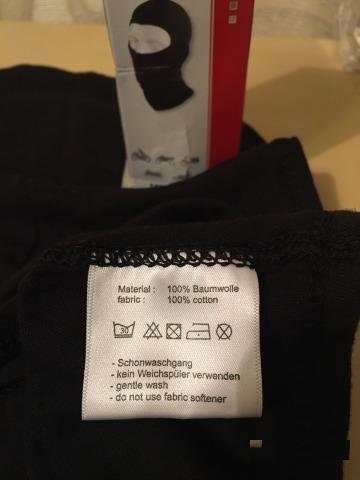 Material : 100% Baumwolle
fabric : 100% cotton
30
- Schonwaschgang
- kein Weichspüler verwenden
- gentle wash
- do not use fabric softener